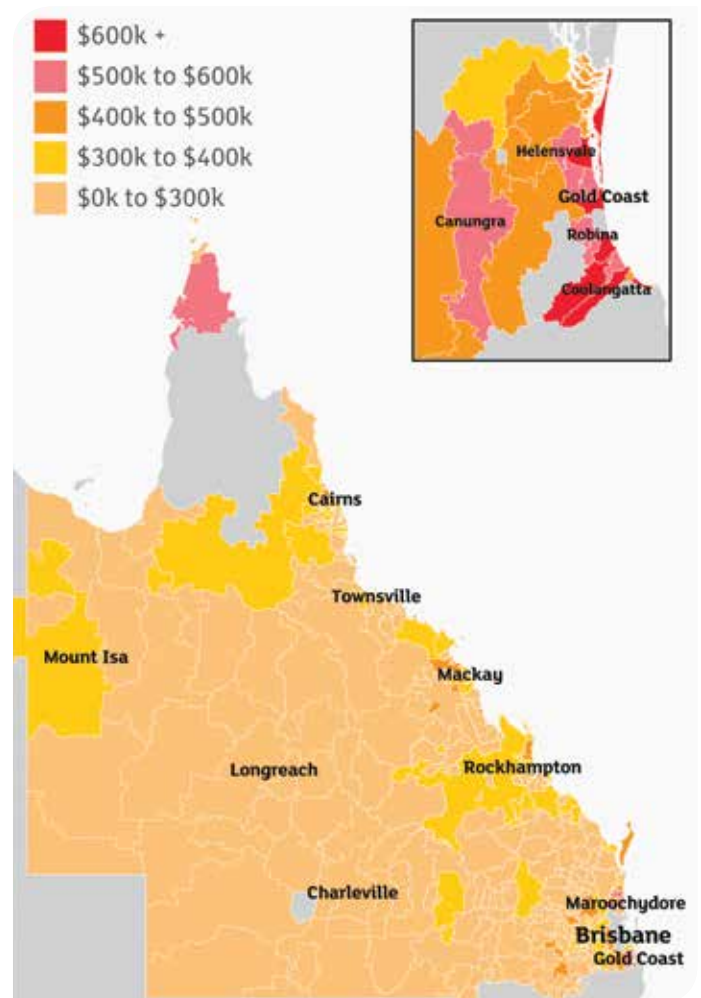 $600k +
$500k to $600k
$400k to $500k
$300k to $400k
$0k to $300k
Helensvale
Gold Coast
Canungra
Robina
Coolangatta
Cairns
Townsville
Mount Isa
Mackay
Longreach
Rockhampton
Charleville
Maroochydore
Brisbane
Gold Coast